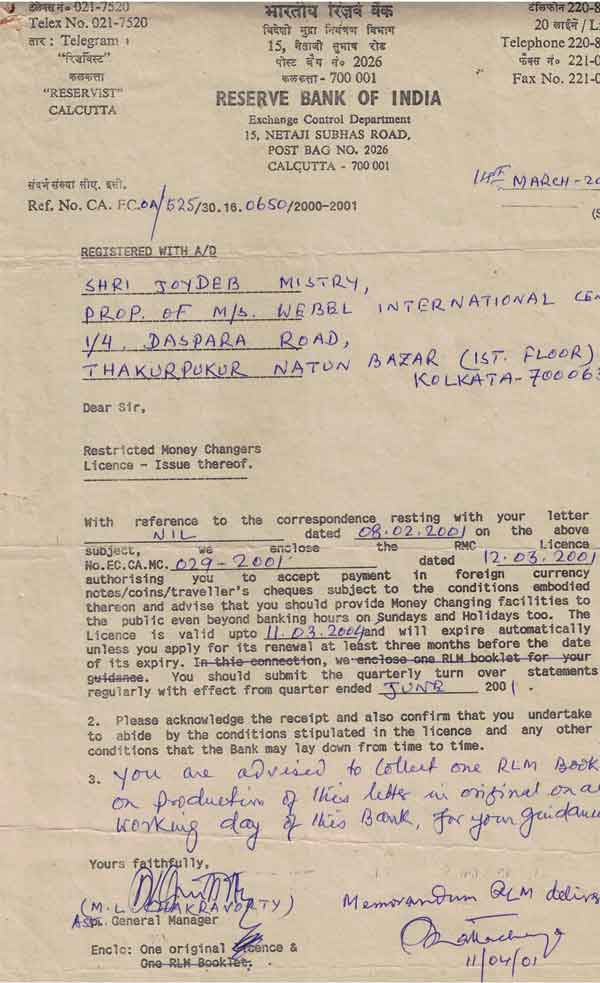 टेलेक्स नं० 021-7520
Telex No. 021-7520
तार : Telegram :
"रिज़र्विस्ट"
कलकत्ता
"RESERVIST"
CALCUTTA
भारतीय रिज़र्व बैंक
विदेशी मुद्रा नियंत्रण विभाग
15, नेताजी सुभाष रोड
पोस्ट बैग नं० 2026
कलकत्ता - 700 001
RESERVE BANK OF INDIA
Exchange Control Department
15, NETAJI SUBHAS ROAD,
POST BAG NO. 2026
CALCUTTA - 700 001
टेलिफोन 220-8
20 लाईनें / Li
Telephone 220-8
फैक्स नं० 221-0
Fax No. 221-0
14TH MARCH-20
(S
संदर्भ संख्या सीए. इसी.
Ref. No. CA. EC.OA/525/30.16.0650/2000-2001
REGISTERED WITH A/D
SHRI JOYDEB MISTRY,
PROP. OF M/S. WEBEL INTERNATIONAL CEN
1/4. DASPARA ROAD,
THAKURPUKUR NATUN BAZAR (1ST. FLOOR)
KOLKATA-700063
Dear Sir,
Restricted Money Changers
Licence - Issue thereof.
With reference to the correspondence resting with your letter
NIL dated 08.02.2001 on the above
subject, we enclose the RMC Licence
No.EC.CA.MC. 029-2001 dated 12.03.2001
authorising you to accept payment in foreign currency
notes/coins/traveller's cheques subject to the conditions embodied
thereon and advise that you should provide Money Changing facilities to
the public even beyond banking hours on Sundays and Holidays too. The
Licence is valid upto 11.03.2004 and will expire automatically
unless you apply for its renewal at least three months before the date
of its expiry. In this connection, we enclose one RLM booklet for your
guidance. You should submit the quarterly turn over statements
regularly with effect from quarter ended JUNE 2001.
2. Please acknowledge the receipt and also confirm that you undertake
to abide by the conditions stipulated in the licence and any other
conditions that the Bank may lay down from time to time.
3. You are advised to collect one RLM Book
on production of this letter in original on a
working day of this Bank, for your guidance
Yours faithfully,
(M.L. CHAKRAVORTY)
Asst. General Manager
Enclo: One original licence &
One RLM Booklet.
Memorandum RLM deliv
11/04/01